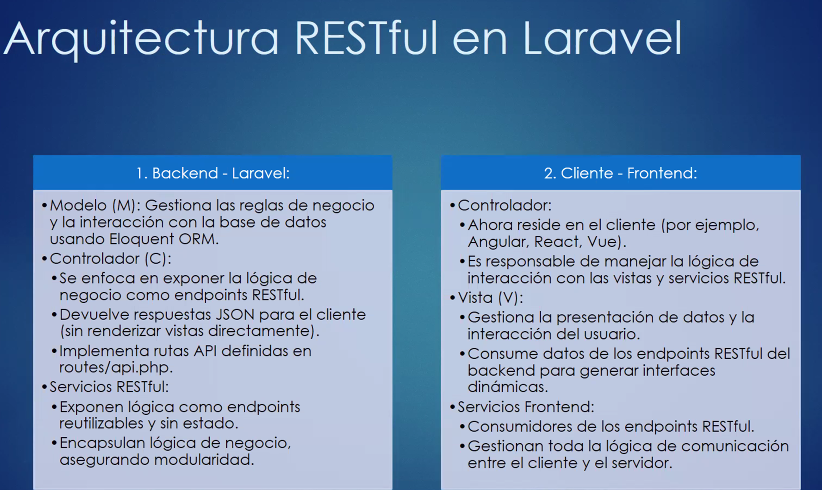 Arquitectura RESTful en Laravel
1. Backend - Laravel:
•Modelo (M): Gestiona las reglas de negocio
y la interacción con la base de datos
usando Eloquent ORM.
•Controlador (C):
•Se enfoca en exponer la lógica de
negocio como endpoints RESTful.
•Devuelve respuestas JSON para el cliente
(sin renderizar vistas directamente).
•Implementa rutas API definidas en
routes/api.php.
•Servicios RESTful:
•Exponen lógica como endpoints
reutilizables y sin estado.
•Encapsulan lógica de negocio,
asegurando modularidad.
2. Cliente - Frontend:
•Controlador:
•Ahora reside en el cliente (por ejemplo,
Angular, React, Vue).
•Es responsable de manejar la lógica de
interacción con las vistas y servicios RESTful.
•Vista (V):
•Gestiona la presentación de datos y la
interacción del usuario.
•Consume datos de los endpoints RESTful del
backend para generar interfaces
dinámicas.
•Servicios Frontend:
•Consumidores de los endpoints RESTful.
•Gestionan toda la lógica de comunicación
entre el cliente y el servidor.